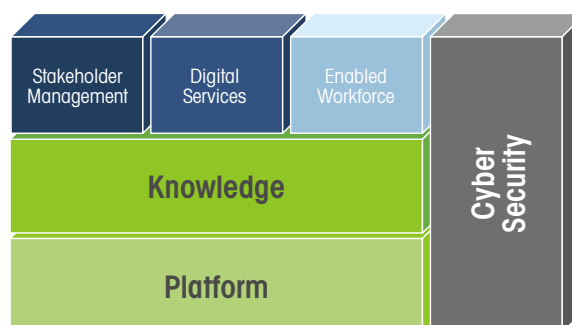 Stakeholder
Management
Digital
Services
Enabled
Workforce
Cyber
Security
Knowledge
Platform